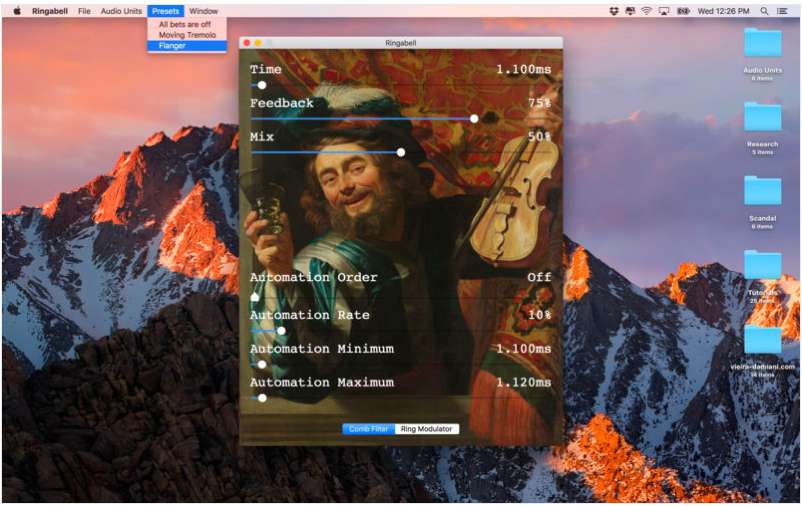 Ringabell File Audio Units Presets Window Wed 12:26 PM
All bets are off
Moving Tremolo
Flanger
Ringabell
Time 1.100ms
Feedback 75%
Mix 50%
Automation Order Off
Automation Rate 10%
Automation Minimum 1.100ms
Automation Maximum 1.120ms
Comb Filter Ring Modulator
Audio Units
6 items
Research
5 items
Scandal
6 items
Tutorials
25 items
vieira-damiani.com
14 items